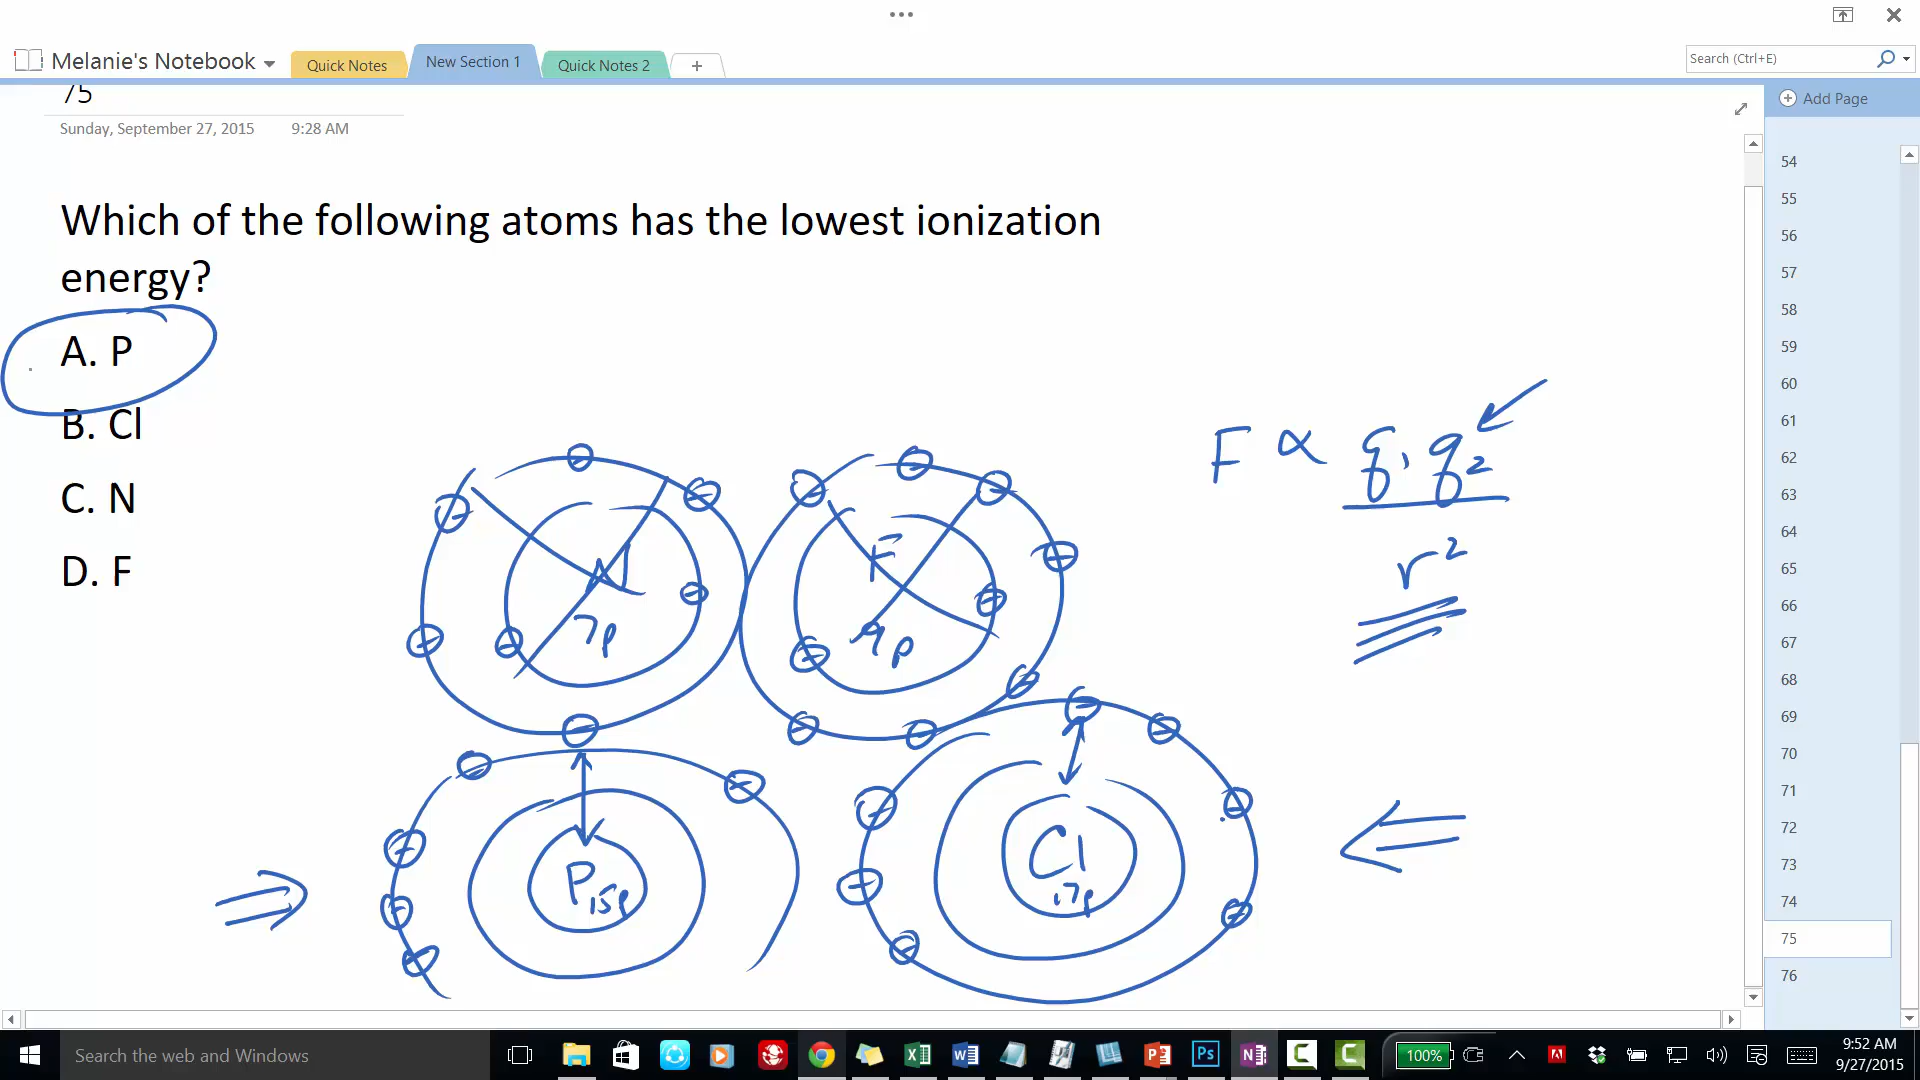 Melanie's Notebook
Quick Notes
New Section 1
Quick Notes 2
+
Search (Ctrl+E)
75
Sunday, September 27, 2015 9:28 AM
Add Page
Which of the following atoms has the lowest ionization
energy?
A. P
B. Cl
C. N
D. F
F ∝ q1 q2
r2
N
7p
F
9p
P 15p
Cl
17p
54
55
56
57
58
59
60
61
62
63
64
65
66
67
68
69
70
71
72
73
74
75
76
Search the web and Windows
100%
9:52 AM
9/27/2015